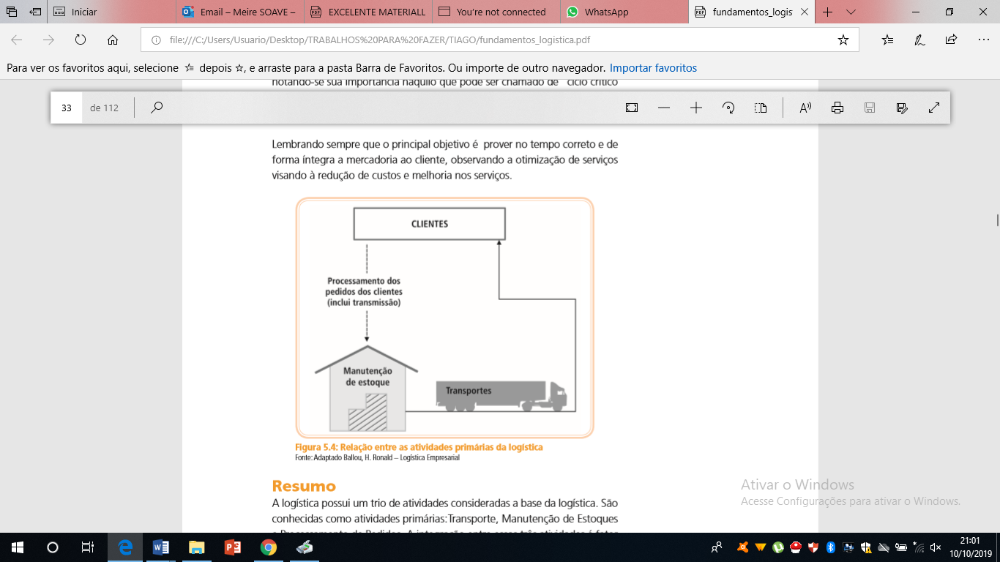 Iniciar
Email – Meire SOAVE –
EXCELENTE MATERIALL
You're not connected
WhatsApp
fundamentos_logis
file:///C:/Users/Usuario/Desktop/TRABALHOS%20PARA%20FAZER/TIAGO/fundamentos_logistica.pdf
Para ver os favoritos aqui, selecione depois ☆, e arraste para a pasta Barra de Favoritos. Ou importe de outro navegador. Importar favoritos
notando-se sua importância naquilo que pode ser chamado de "ciclo crítico
33 de 112
Lembrando sempre que o principal objetivo é prover no tempo correto e de
forma íntegra a mercadoria ao cliente, observando a otimização de serviços
visando à redução de custos e melhoria nos serviços.
CLIENTES
Processamento dos
pedidos dos clientes
(inclui transmissão)
Manutenção
de estoque
Transportes
Figura 5.4: Relação entre as atividades primárias da logística
Fonte: Adaptado Ballou, H. Ronald – Logística Empresarial
Resumo
A logística possui um trio de atividades consideradas a base da logística. São
conhecidas como atividades primárias:Transporte, Manutenção de Estoques
e Processamento de Pedidos. A integração entre essas três atividades é fator
Ativar o Windows
Acesse Configurações para ativar o Windows.
21:01
10/10/2019